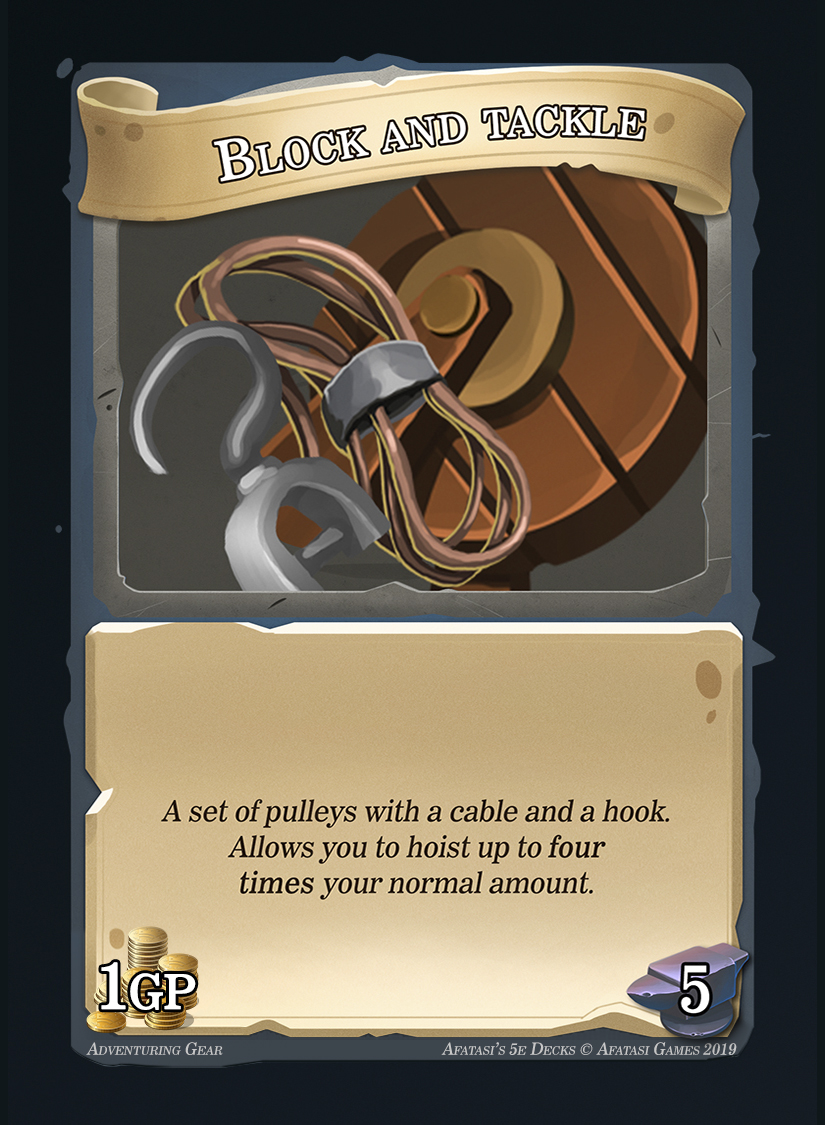 Block and tackle
A set of pulleys with a cable and a hook.
Allows you to hoist up to four
times your normal amount.
1GP
5
Adventuring Gear
Afatasi's 5e Decks © Afatasi Games 2019